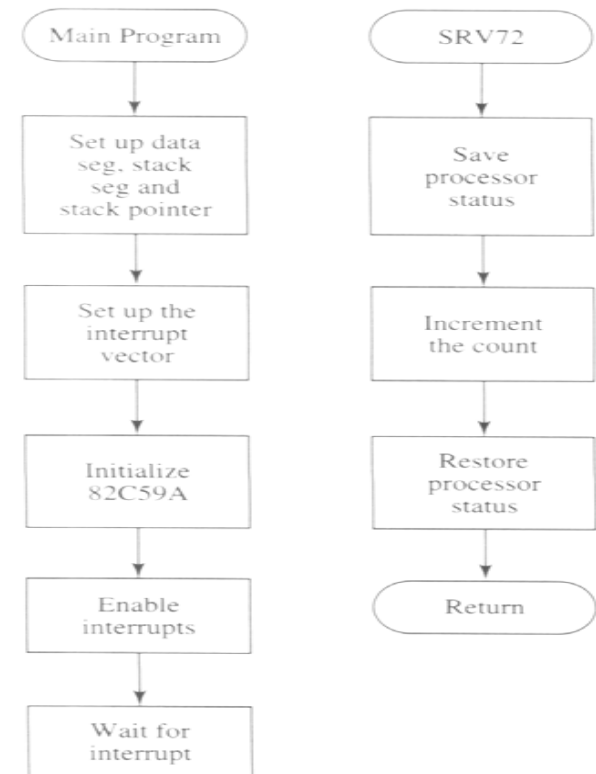 Main Program
Set up data
seg, stack
seg and
stack pointer
Set up the
interrupt
vector
Initialize
82C59A
Enable
interrupts
Wait for
interrupt
SRV72
Save
processor
status
Increment
the count
Restore
processor
status
Return